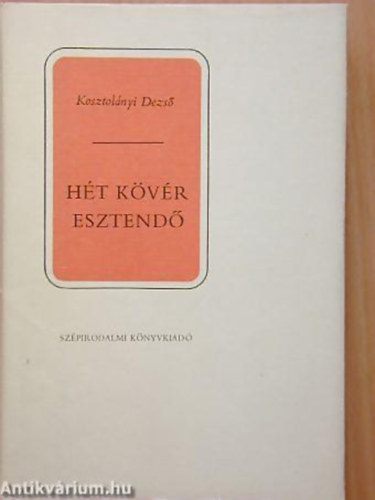 Kosztolányi Dezső
HÉT KÖVÉR
ESZTENDŐ
SZÉPIRODALMI KÖNYVKIADÓ
Antikvárium.hu